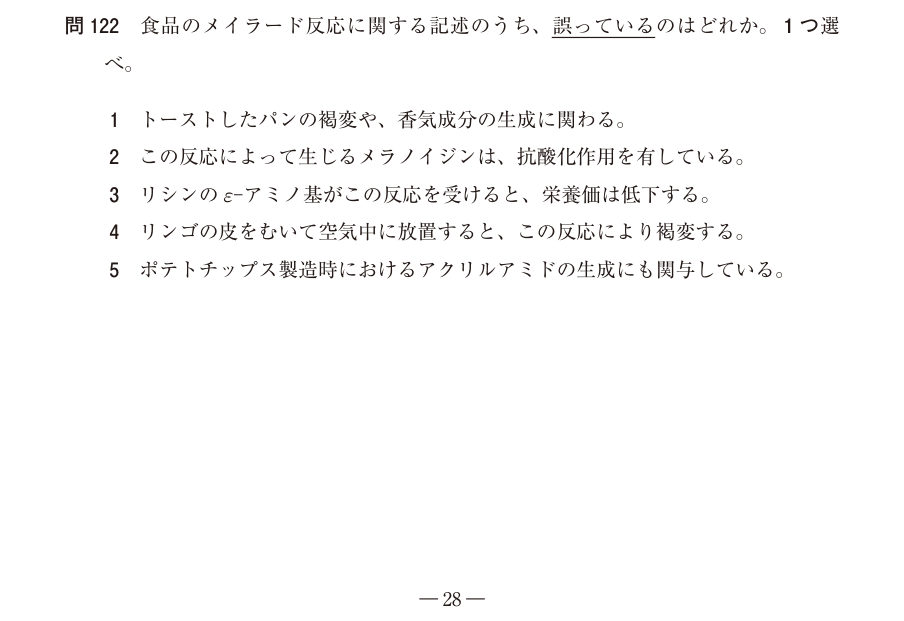 問 122　食品のメイラード反応に関する記述のうち、誤っているのはどれか。1 つ選
べ。
1　トーストしたパンの褐変や、香気成分の生成に関わる。
2　この反応によって生じるメラノイジンは、抗酸化作用を有している。
3　リシンの ε-アミノ基がこの反応を受けると、栄養価は低下する。
4　リンゴの皮をむいて空気中に放置すると、この反応により褐変する。
5　ポテトチップス製造時におけるアクリルアミドの生成にも関与している。
— 28 —